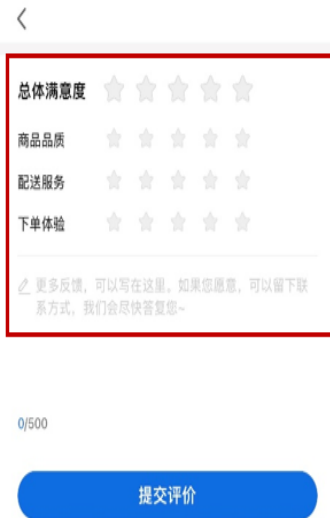 总体满意度
商品品质
配送服务
下单体验
更多反馈，可以写在这里。如果您愿意，可以留下联
系方式，我们会尽快答复您~
0/500
提交评价